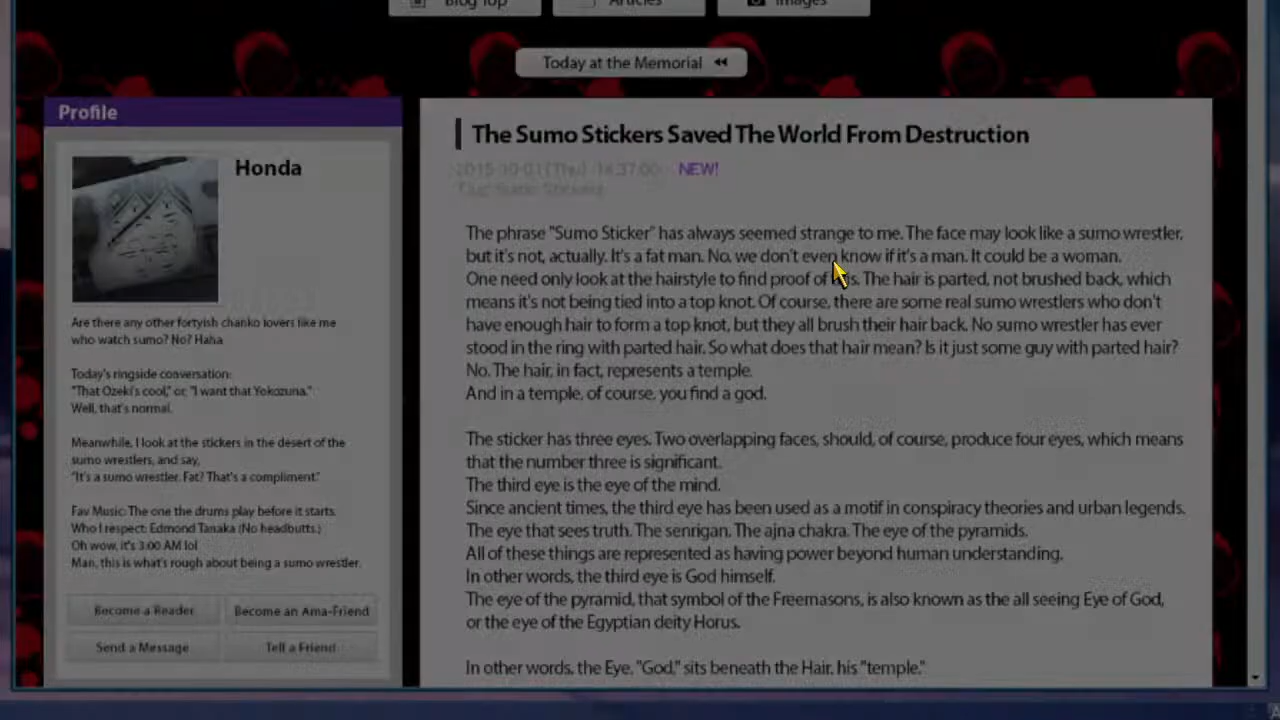 Blog Top
Articles
Images
Today at the Memorial
Profile
Honda
Are there any other fortyish chanko lovers like me
who watch sumo? No? Haha
Today's ringside conversation:
"That Ozeki's cool," or, "I want that Yokozuna."
Well, that's normal.
Meanwhile, I look at the stickers in the desert of the
sumo wrestlers, and say,
"It's a sumo wrestler. Fat? That's a compliment."
Fav Music: The one the drums play before it starts.
Who I respect: Edmond Tanaka (No headbutts.)
Oh wow, it's 3:00 AM lol
Man, this is what's rough about being a sumo wrestler.
Become a Reader
Become an Ama-Friend
Send a Message
Tell a Friend
The Sumo Stickers Saved The World From Destruction
2015-10-01 (Thu) 14:37:00
NEW!
Tag: Sumo Stickers
The phrase "Sumo Sticker" has always seemed strange to me. The face may look like a sumo wrestler,
but it's not, actually. It's a fat man. No, we don't even know if it's a man. It could be a woman.
One need only look at the hairstyle to find proof of this. The hair is parted, not brushed back, which
means it's not being tied into a top knot. Of course, there are some real sumo wrestlers who don't
have enough hair to form a top knot, but they all brush their hair back. No sumo wrestler has ever
stood in the ring with parted hair. So what does that hair mean? Is it just some guy with parted hair?
No. The hair, in fact, represents a temple.
And in a temple, of course, you find a god.
The sticker has three eyes. Two overlapping faces, should, of course, produce four eyes, which means
that the number three is significant.
The third eye is the eye of the mind.
Since ancient times, the third eye has been used as a motif in conspiracy theories and urban legends.
The eye that sees truth. The senrigan. The ajna chakra. The eye of the pyramids.
All of these things are represented as having power beyond human understanding.
In other words, the third eye is God himself.
The eye of the pyramid, that symbol of the Freemasons, is also known as the all seeing Eye of God,
or the eye of the Egyptian deity Horus.
In other words, the Eye, "God," sits beneath the Hair, his "temple."